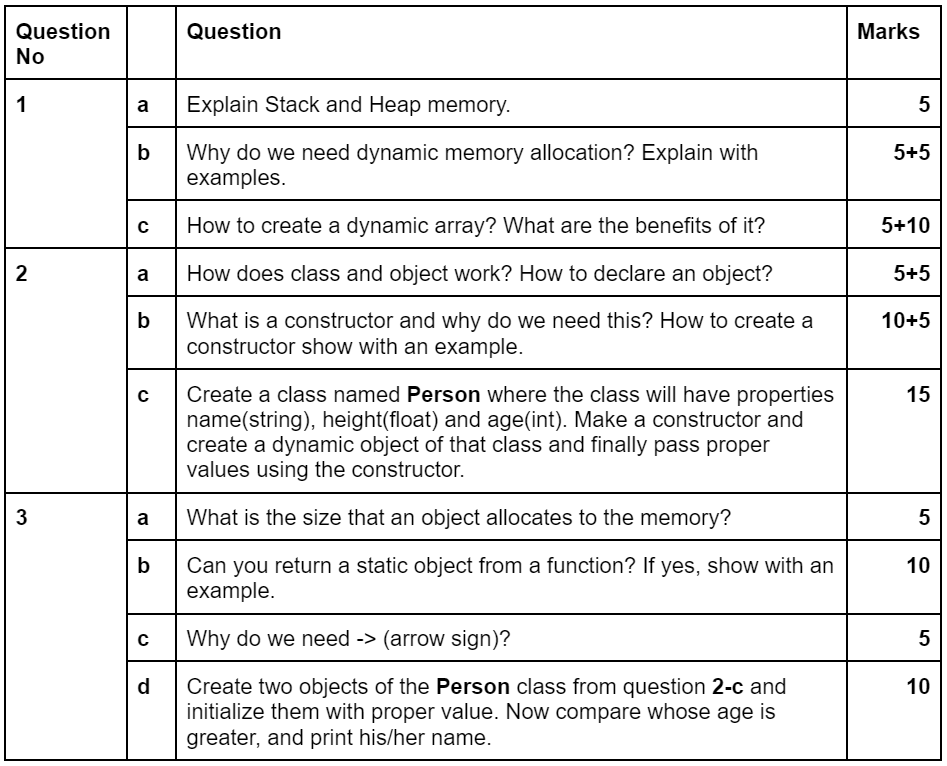 Question No
Question
Marks
1
a
Explain Stack and Heap memory.
5
b
Why do we need dynamic memory allocation? Explain with
examples.
5+5
c
How to create a dynamic array? What are the benefits of it?
5+10
2
a
How does class and object work? How to declare an object?
5+5
b
What is a constructor and why do we need this? How to create a
constructor show with an example.
10+5
c
Create a class named Person where the class will have properties
name(string), height(float) and age(int). Make a constructor and
create a dynamic object of that class and finally pass proper
values using the constructor.
15
3
a
What is the size that an object allocates to the memory?
5
b
Can you return a static object from a function? If yes, show with an
example.
10
c
Why do we need -> (arrow sign)?
5
d
Create two objects of the Person class from question 2-c and
initialize them with proper value. Now compare whose age is
greater, and print his/her name.
10